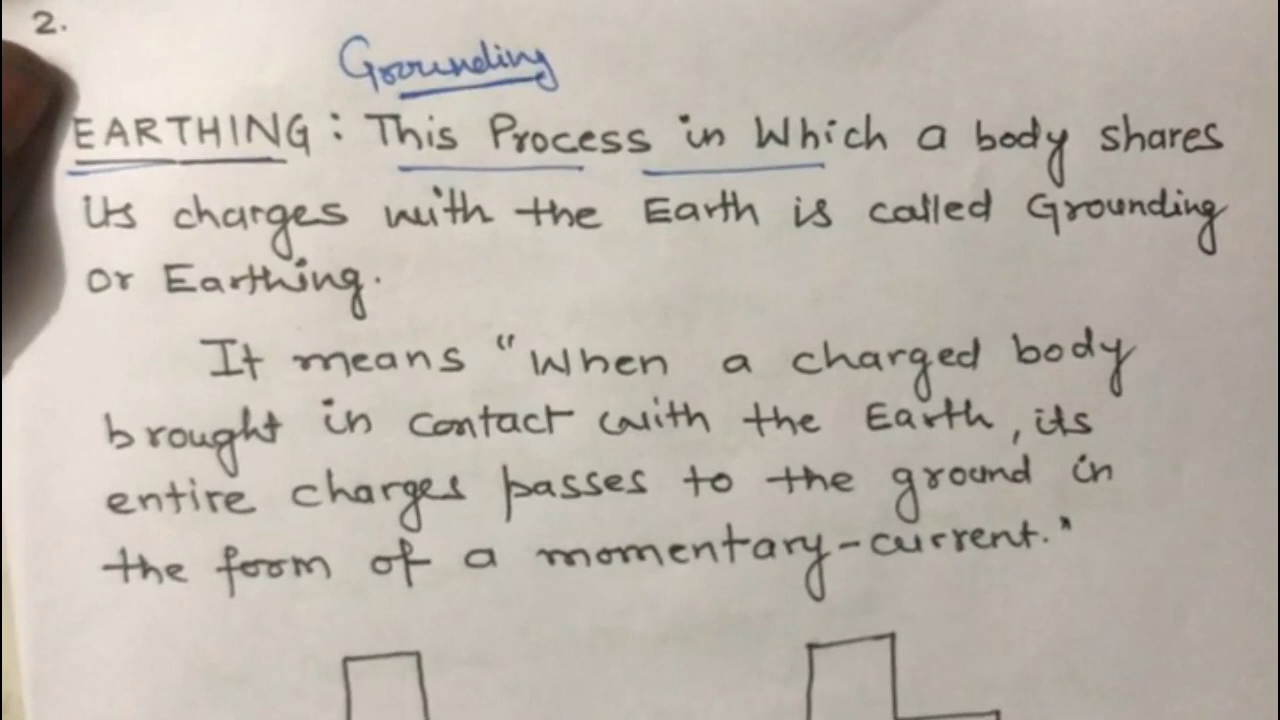 2.
Grounding
EARTHING : This Process in Which a body shares
its charges with the Earth is called Grounding
or Earthing.
It means "When a charged body
brought in contact with the Earth, its
entire charges passes to the ground in
the form of a momentary-current."